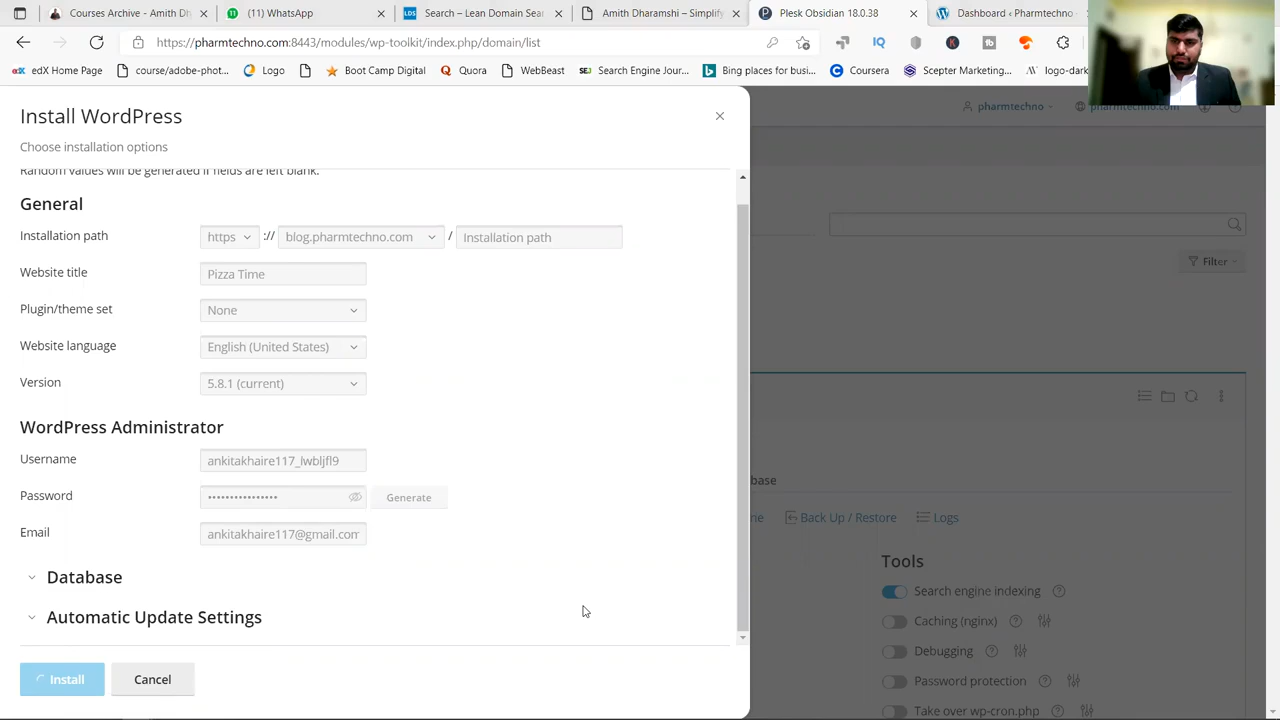 Courses Archive - Amith Dh
(11) WhatsApp
LDS
Search – Lean Domain Sea
Amith Dharamshi – Simplify
Plesk Obsidian 18.0.38
Dashboard ‹ Pharmtechno
https://pharmtechno.com:8443/modules/wp-toolkit/index.php/domain/list
IQ
edX Home Page
course/adobe-phot...
Logo
Boot Camp Digital
Quora
WebBeast
SEJ
Search Engine Jour...
Bing places for busi...
Coursera
Scepter Marketing...
logo-dark
Install WordPress
pharmtechno
pharmtechno.com
Choose installation options
Random values will be generated if fields are left blank.
General
Installation path
https
://
blog.pharmtechno.com
/
Installation path
Filter
Website title
Pizza Time
Plugin/theme set
None
Website language
English (United States)
Version
5.8.1 (current)
WordPress Administrator
Username
Password
••••••••••••••••
Generate
Email
ankitakhaire117@gmail.com
Database
Automatic Update Settings
Install
Cancel
base
ne
Back Up / Restore
Logs
Tools
Search engine indexing
Caching (nginx)
Debugging
Password protection
Take over wp-cron.php